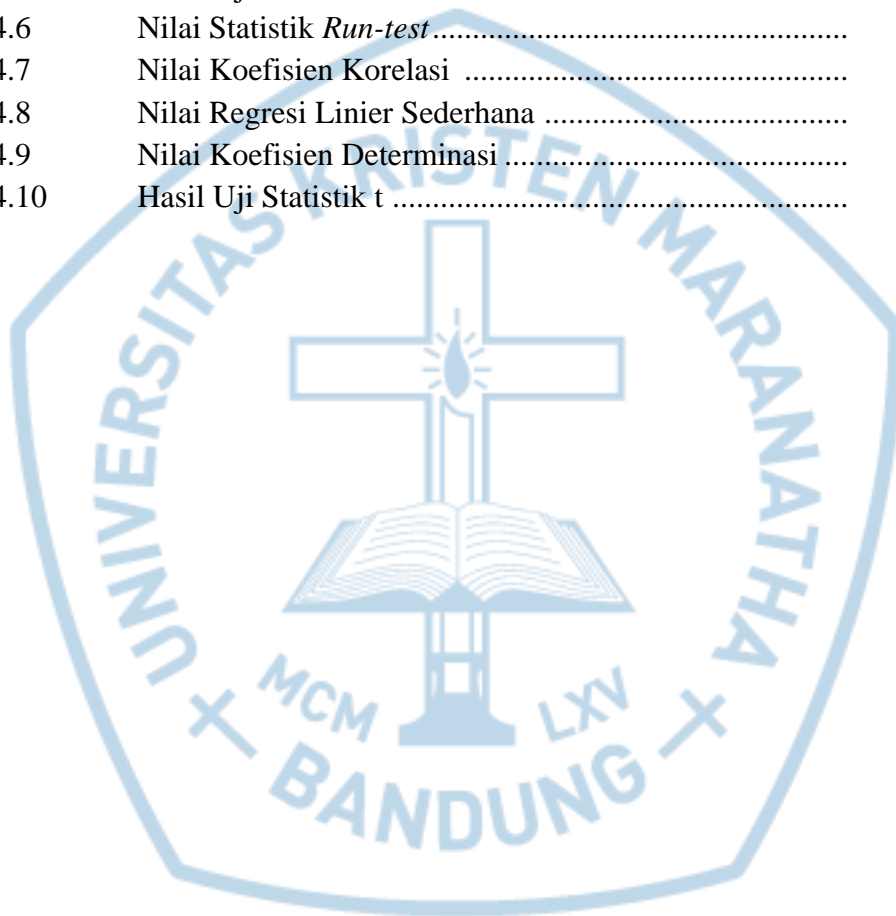 4.6 Nilai Statistik Run-test ....................................................
4.7 Nilai Koefisien Korelasi ................................................
4.8 Nilai Regresi Linier Sederhana ......................................
4.9 Nilai Koefisien Determinasi ...........................................
4.10 Hasil Uji Statistik t .........................................................
UNIVERSITAS KRISTEN MARANATHA
MCM LXV
BANDUNG